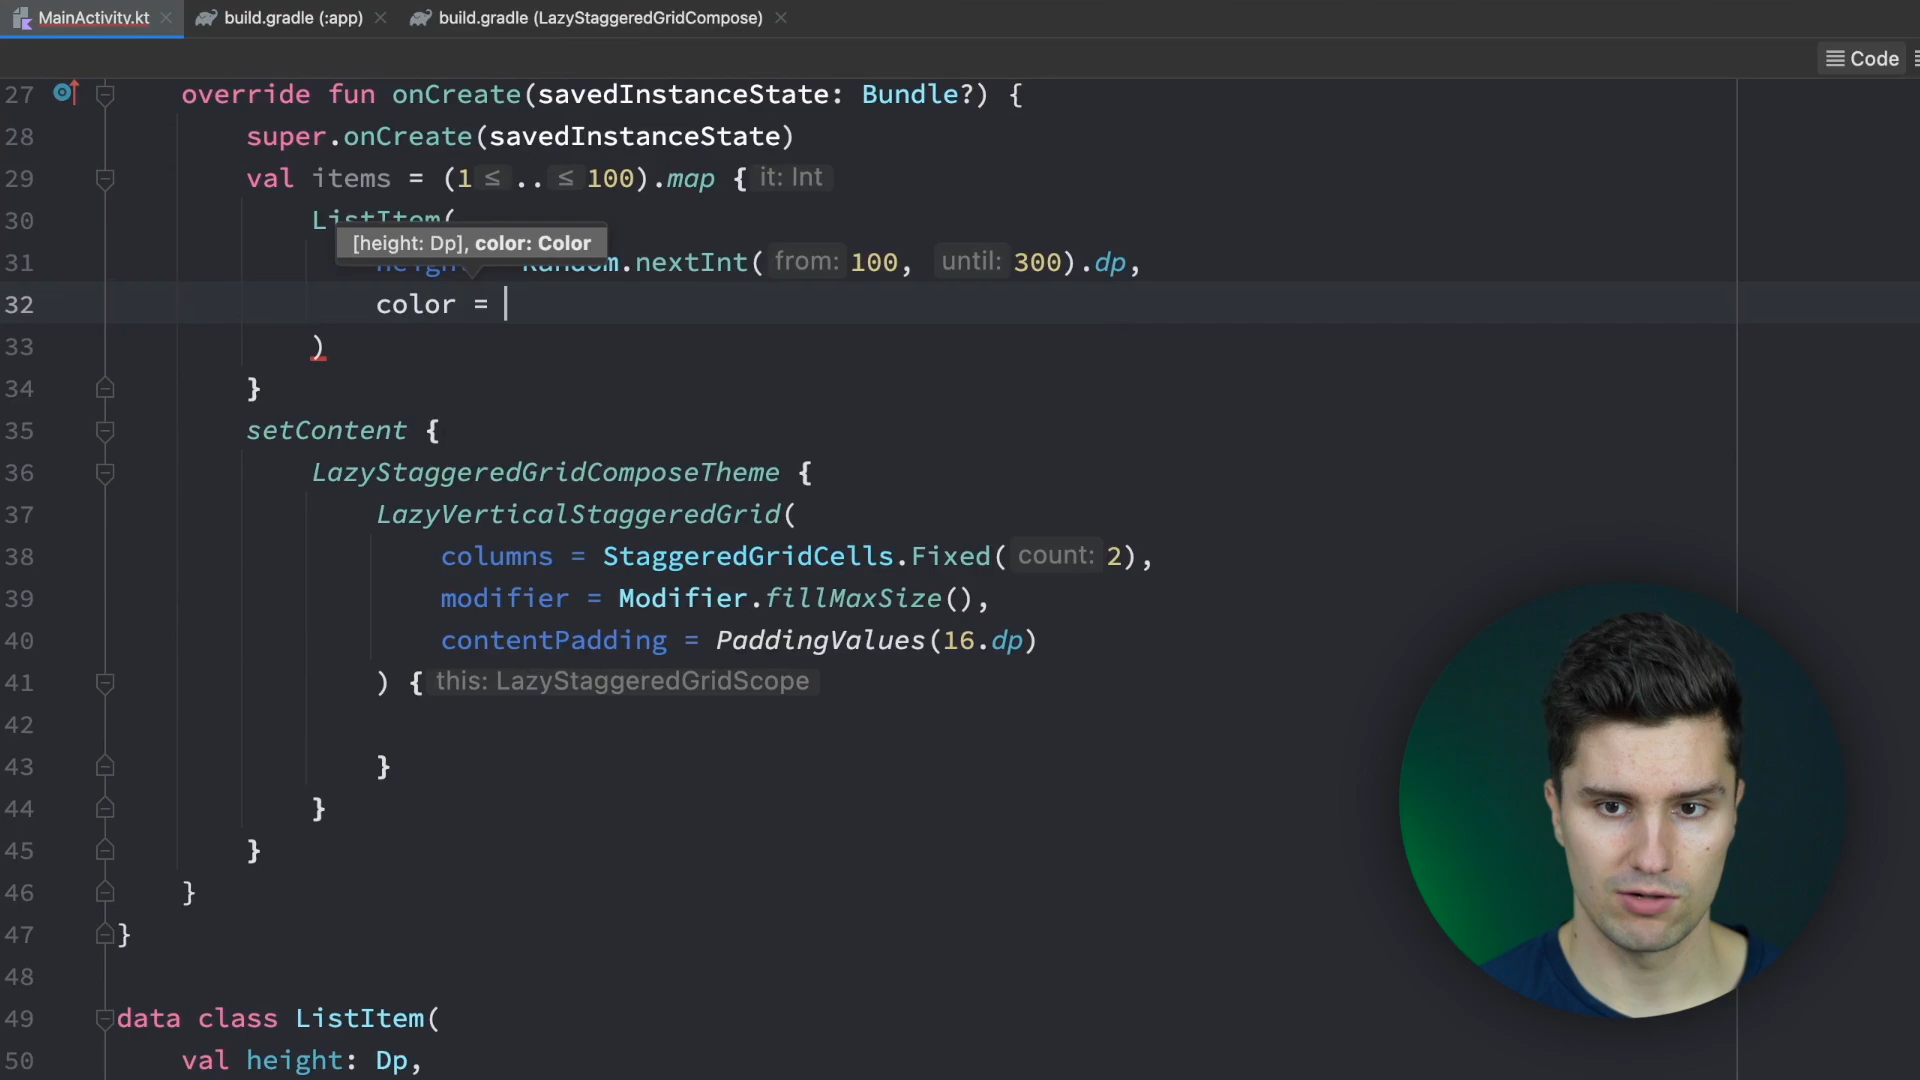 MainActivity.kt build.gradle (:app) build.gradle (LazyStaggeredGridCompose)
Code
27 override fun onCreate(savedInstanceState: Bundle?) {
28 super.onCreate(savedInstanceState)
29 val items = (1 ≤ .. ≤ 100).map { it: Int
30 ListItem(
[height: Dp], color: Color
31 height = Random.nextInt( from: 100, until: 300).dp,
32 color =
33 )
34 }
35 setContent {
36 LazyStaggeredGridComposeTheme {
37 LazyVerticalStaggeredGrid(
38 columns = StaggeredGridCells.Fixed( count: 2),
39 modifier = Modifier.fillMaxSize(),
40 contentPadding = PaddingValues(16.dp)
41 ) { this: LazyStaggeredGridScope
42
43 }
44 }
45 }
46 }
47 }
48
49 data class ListItem(
50 val height: Dp,